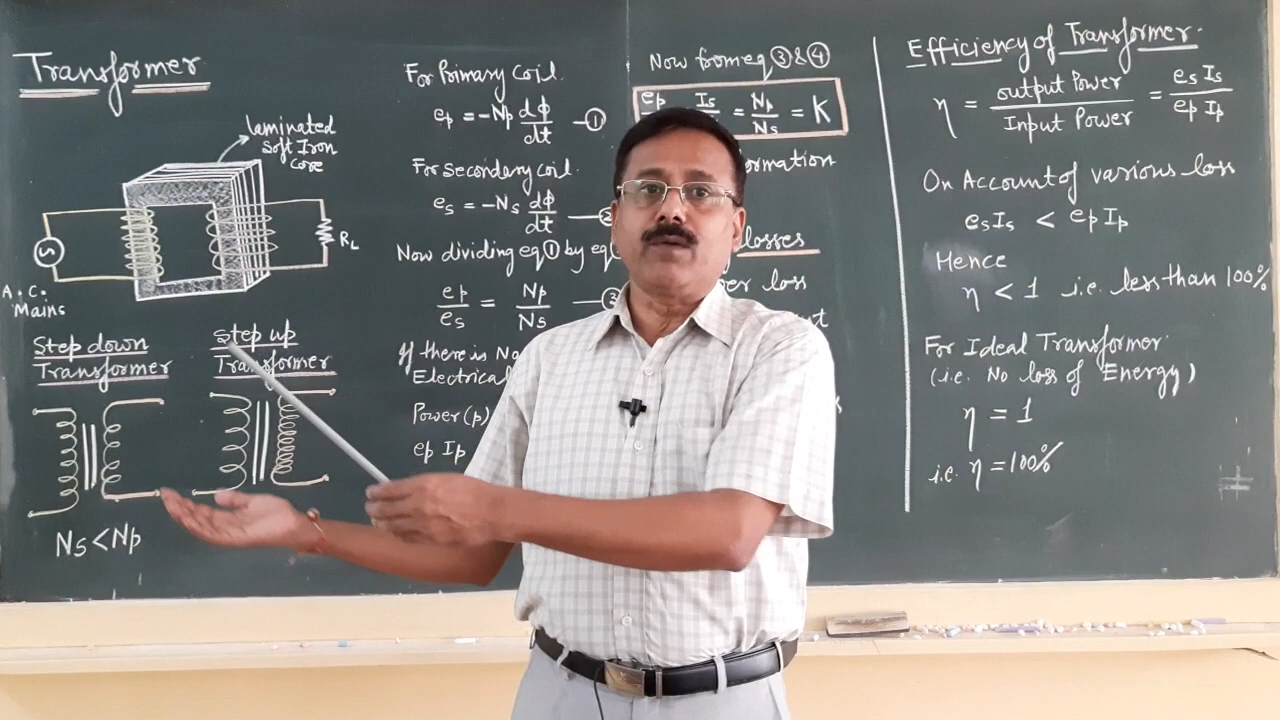 Transformer
laminated
Soft Iron
Core
R_L
A.C.
Mains
Step down
Transformer
Step up
Transformer
Ns < Np
For Primary coil.
ep = -Np dφ/dt —①
For secondary coil.
es = -Ns dφ/dt —
Now dividing eq① by eq
ep/es = Np/Ns —③
If there is No
Electrical
Power(p)
ep Ip
Now from eq ③ & ④
ep Is = Np/Ns = K
losses
loss
Efficiency of Transformer.
η = output Power/Input Power = es Is/ep Ip
On Account of various loss
es Is < ep Ip
Hence
η < 1 i.e. less than 100%
For Ideal Transformer.
(i.e. No loss of Energy)
η = 1
i.e. η = 100%